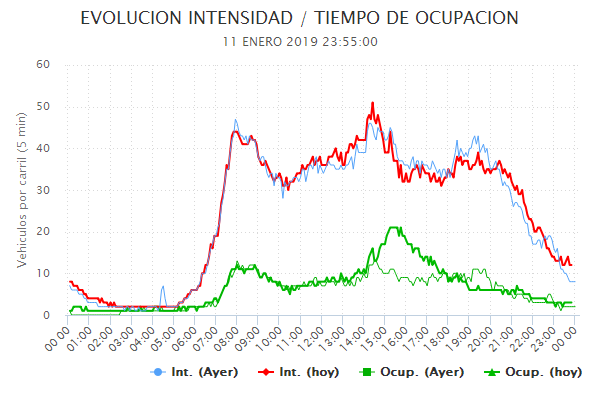 EVOLUCION INTENSIDAD / TIEMPO DE OCUPACION
11 ENERO 2019 23:55:00
Vehiculos por carril (5 min)
60
50
40
30
20
10
0
00:00 01:00 02:00 03:00 04:00 05:00 06:00 07:00 08:00 09:00 10:00 11:00 12:00 13:00 14:00 15:00 16:00 17:00 18:00 19:00 20:00 21:00 22:00 23:00 00:00
Int. (Ayer) Int. (hoy) Ocup. (Ayer) Ocup. (hoy)